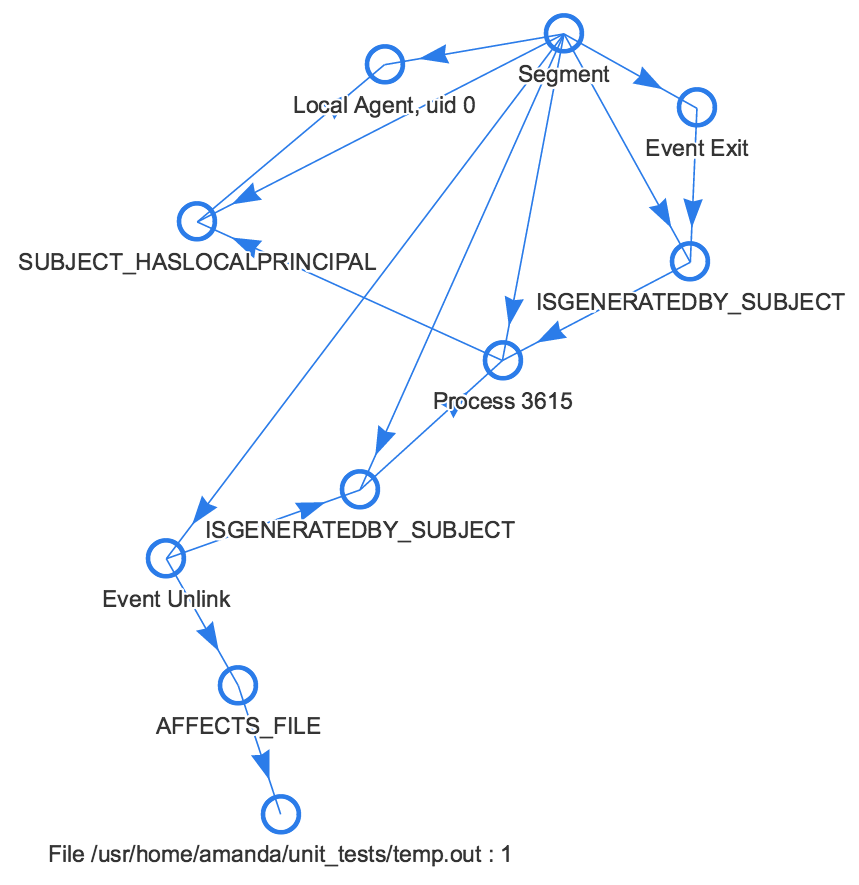 Segment
Local Agent, uid 0
Event Exit
SUBJECT_HASLOCALPRINCIPAL
ISGENERATEDBY_SUBJECT
Process 3615
ISGENERATEDBY_SUBJECT
Event Unlink
AFFECTS_FILE
File /usr/home/amanda/unit_tests/temp.out : 1